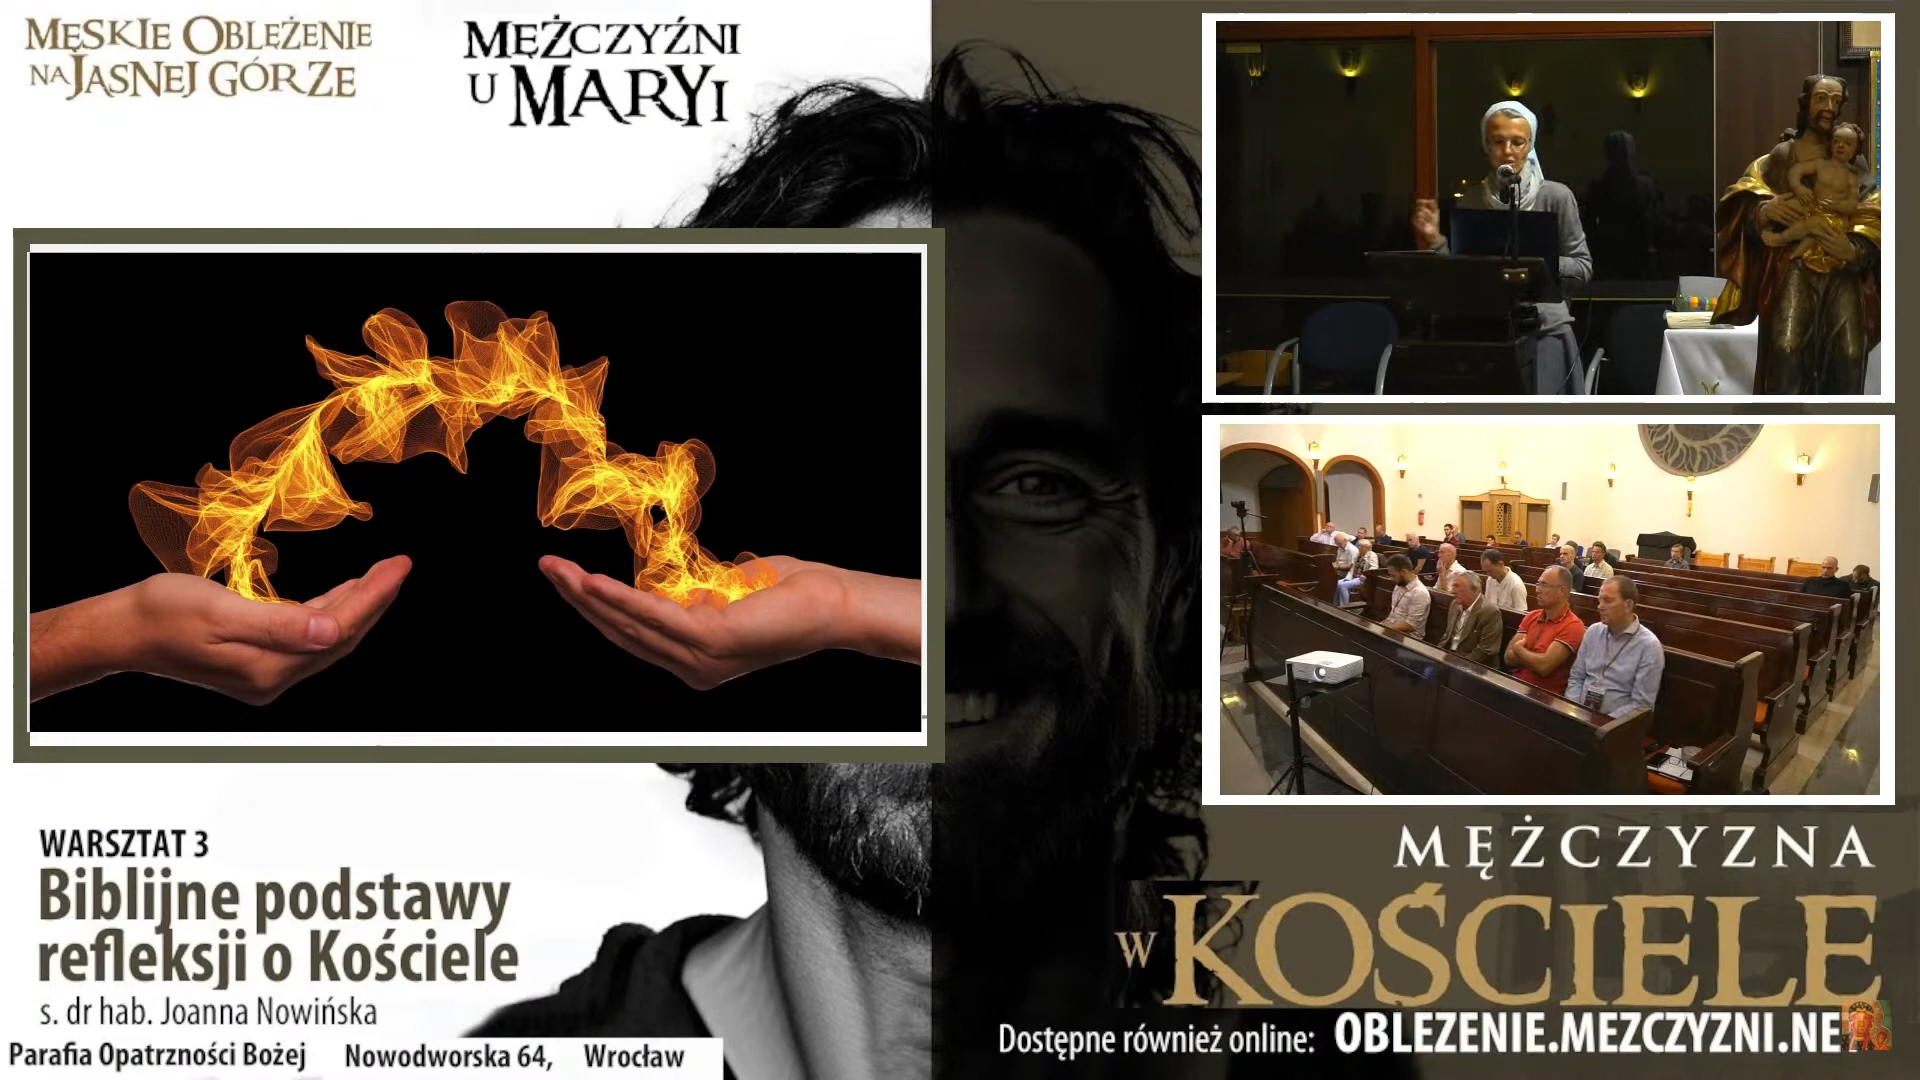 MĘSKIE OBLĘŻENIE
NA JASNEJ GÓRZE
MĘŻCZYŹNI
U MARYI
WARSZTAT 3
Biblijne podstawy
refleksji o Kościele
s. dr hab. Joanna Nowińska
Parafia Opatrzności Bożej Nowodworska 64, Wrocław
MĘŻCZYZNA
W KOŚCIELE
Dostępne również online: OBLEZENIE.MEZCZYZNI.NE